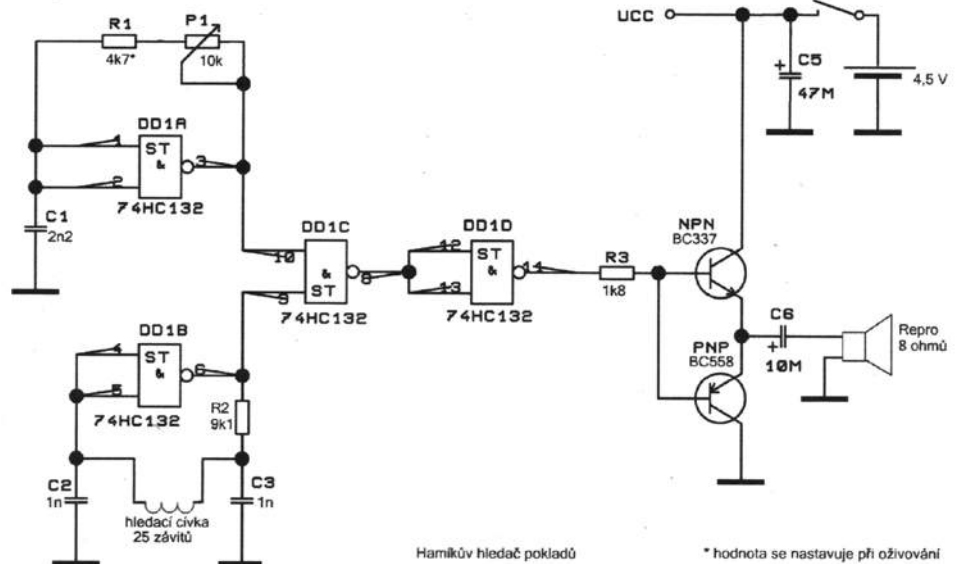 R1
4k7*
P1
10k
UCC
C5
+
47M
4,5 V
DD1A
1
2
ST
&
3
74HC132
C1
2n2
DD1C
10
9
&
ST
8
74HC132
DD1D
12
13
ST
&
11
74HC132
R3
1k8
NPN
BC337
PNP
BC558
C6
+
10M
Repro
8 ohmů
DD1B
4
5
ST
&
6
74HC132
R2
9k1
C2
1n
C3
1n
hledací cívka
25 závitů
Hamíkův hledač pokladů
* hodnota se nastavuje při oživování